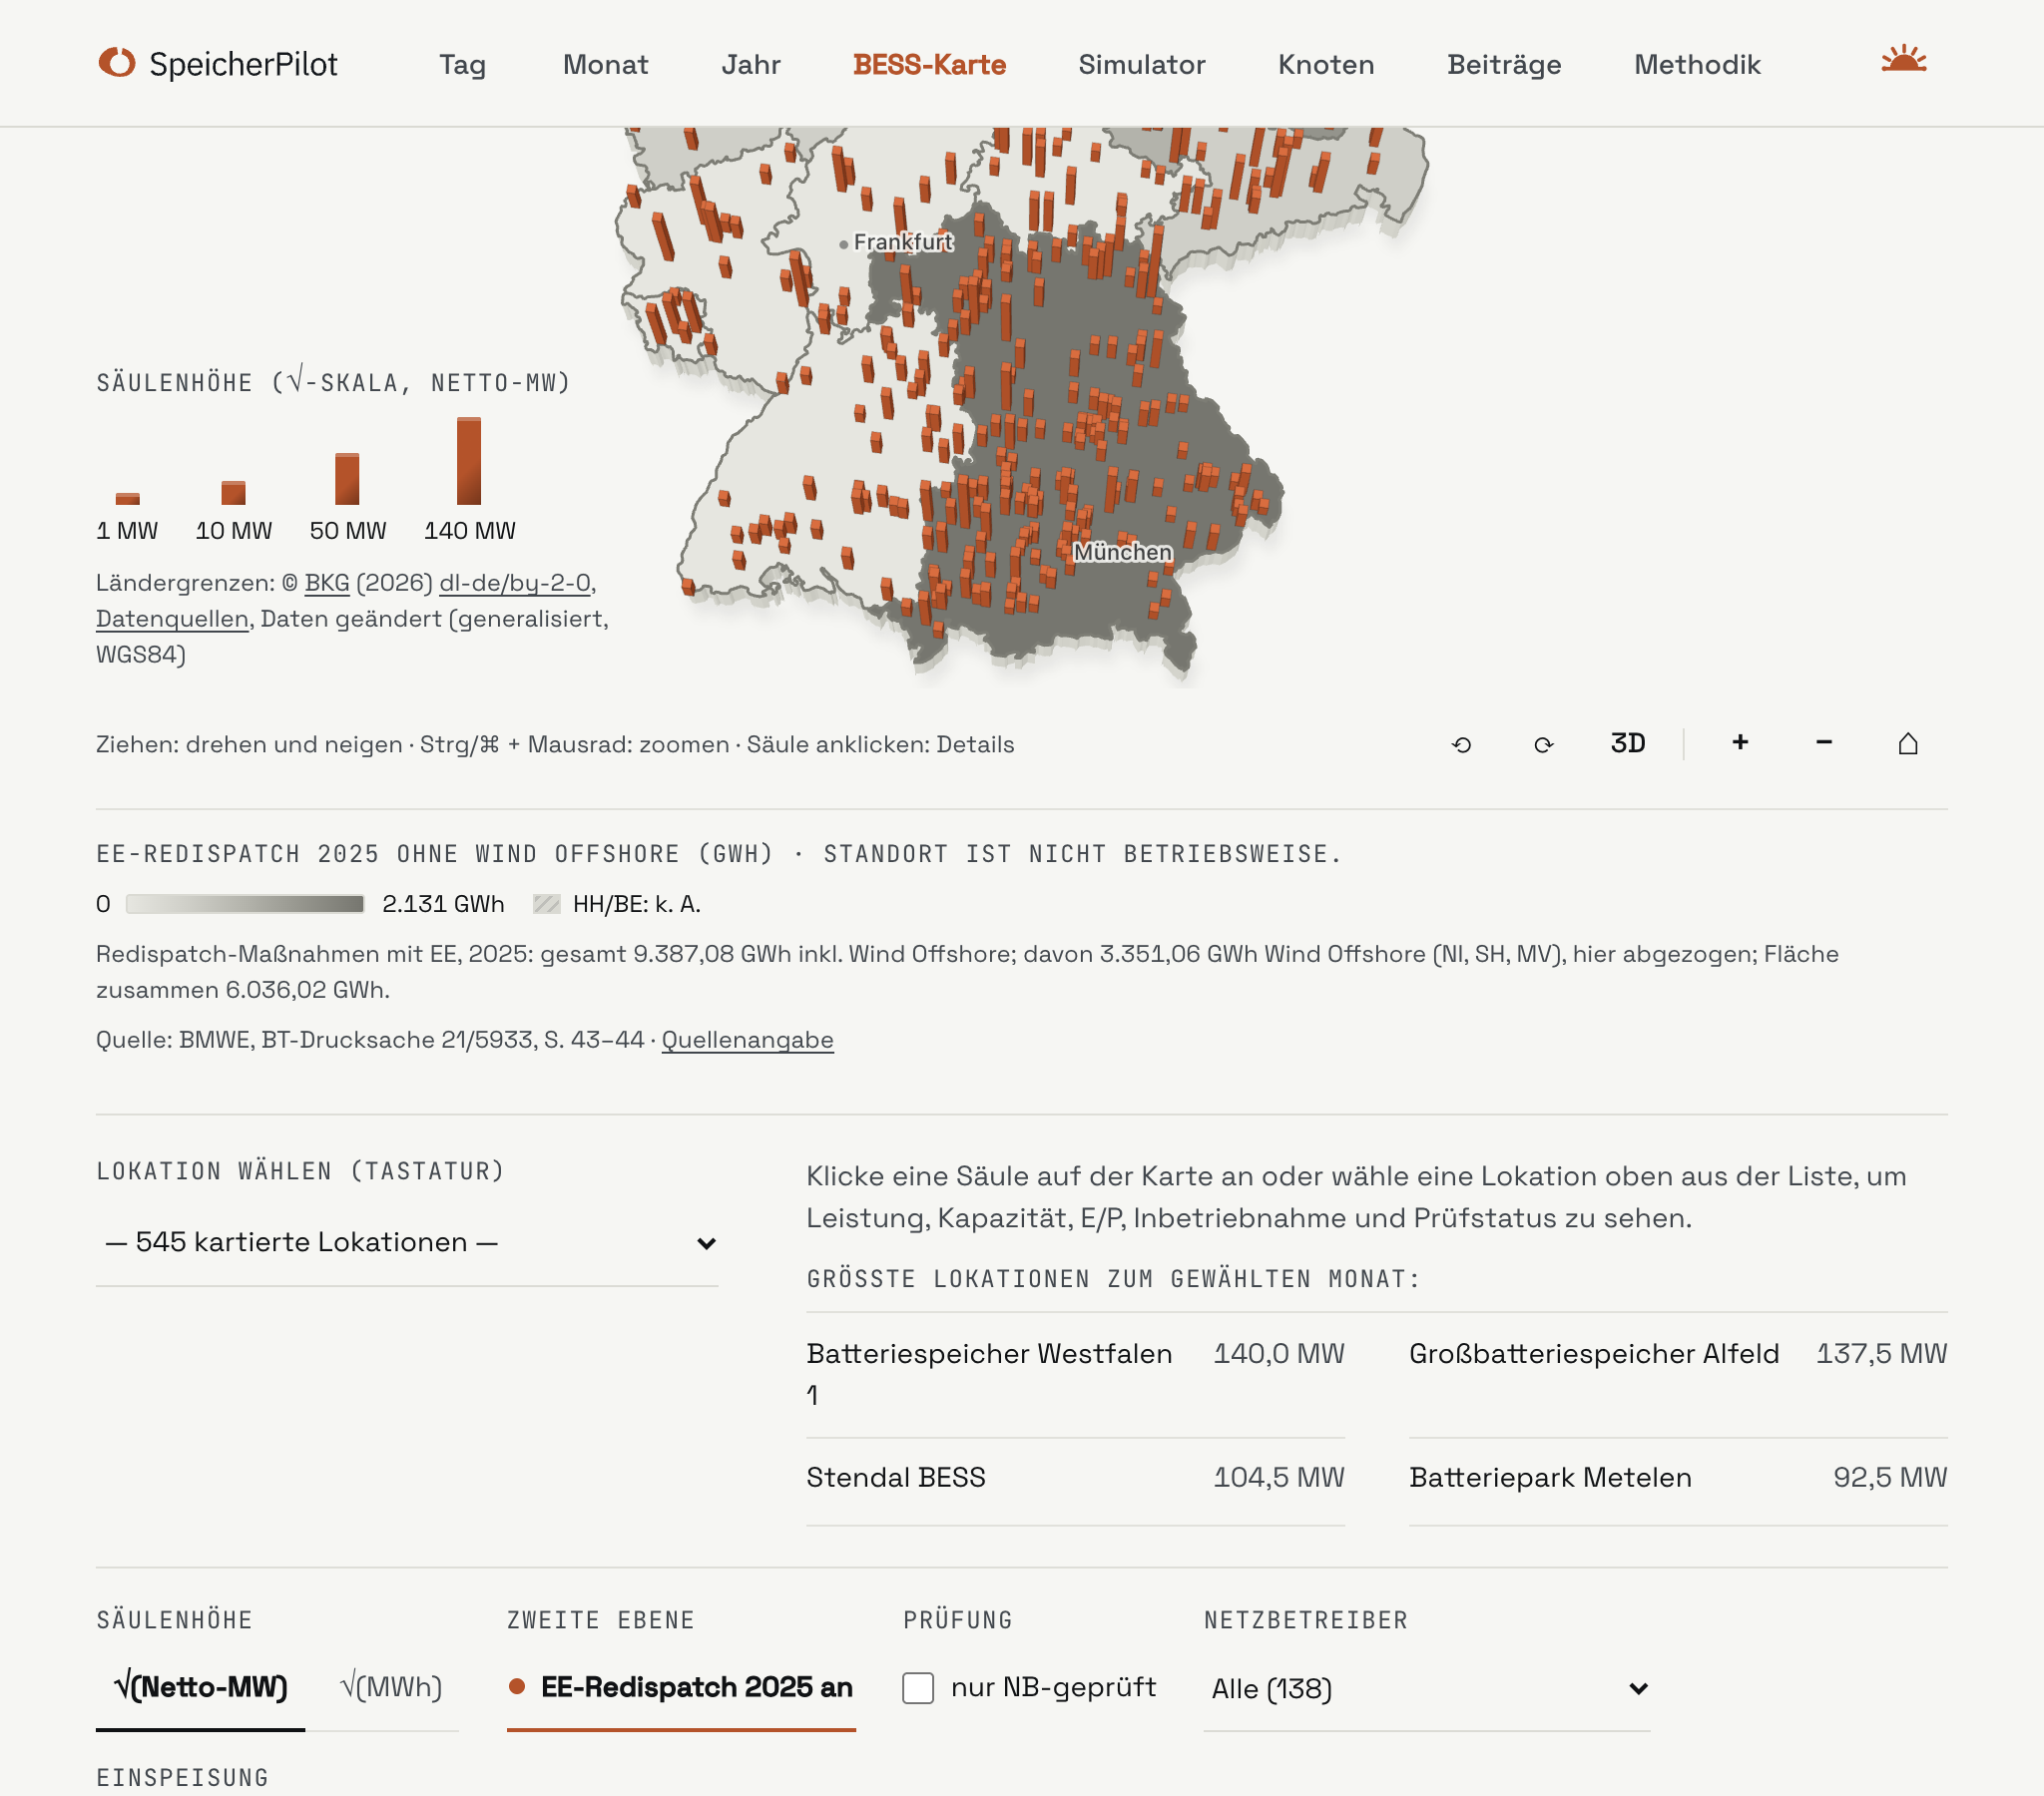 SpeicherPilot
Tag
Monat
Jahr
BESS-Karte
Simulator
Knoten
Beiträge
Methodik
Frankfurt
München
SÄULENHÖHE (√-SKALA, NETTO-MW)
1 MW
10 MW
50 MW
140 MW
Ländergrenzen: © BKG (2026) dl-de/by-2-0,
Datenquellen, Daten geändert (generalisiert,
WGS84)
Ziehen: drehen und neigen · Strg/⌘ + Mausrad: zoomen · Säule anklicken: Details
⟲ ⟳ 3D + − ⌂
EE-REDISPATCH 2025 OHNE WIND OFFSHORE (GWH) · STANDORT IST NICHT BETRIEBSWEISE.
0
2.131 GWh
HH/BE: k. A.
Redispatch-Maßnahmen mit EE, 2025: gesamt 9.387,08 GWh inkl. Wind Offshore; davon 3.351,06 GWh Wind Offshore (NI, SH, MV), hier abgezogen; Fläche
zusammen 6.036,02 GWh.
Quelle: BMWE, BT-Drucksache 21/5933, S. 43–44 · Quellenangabe
LOKATION WÄHLEN (TASTATUR)
— 545 kartierte Lokationen —
Klicke eine Säule auf der Karte an oder wähle eine Lokation oben aus der Liste, um
Leistung, Kapazität, E/P, Inbetriebnahme und Prüfstatus zu sehen.
GRÖSSTE LOKATIONEN ZUM GEWÄHLTEN MONAT:
Batteriespeicher Westfalen
1
140,0 MW
Großbatteriespeicher Alfeld
137,5 MW
Stendal BESS
104,5 MW
Batteriepark Metelen
92,5 MW
SÄULENHÖHE
√(Netto-MW)
√(MWh)
ZWEITE EBENE
EE-Redispatch 2025 an
PRÜFUNG
nur NB-geprüft
NETZBETREIBER
Alle (138)
EINSPEISUNG